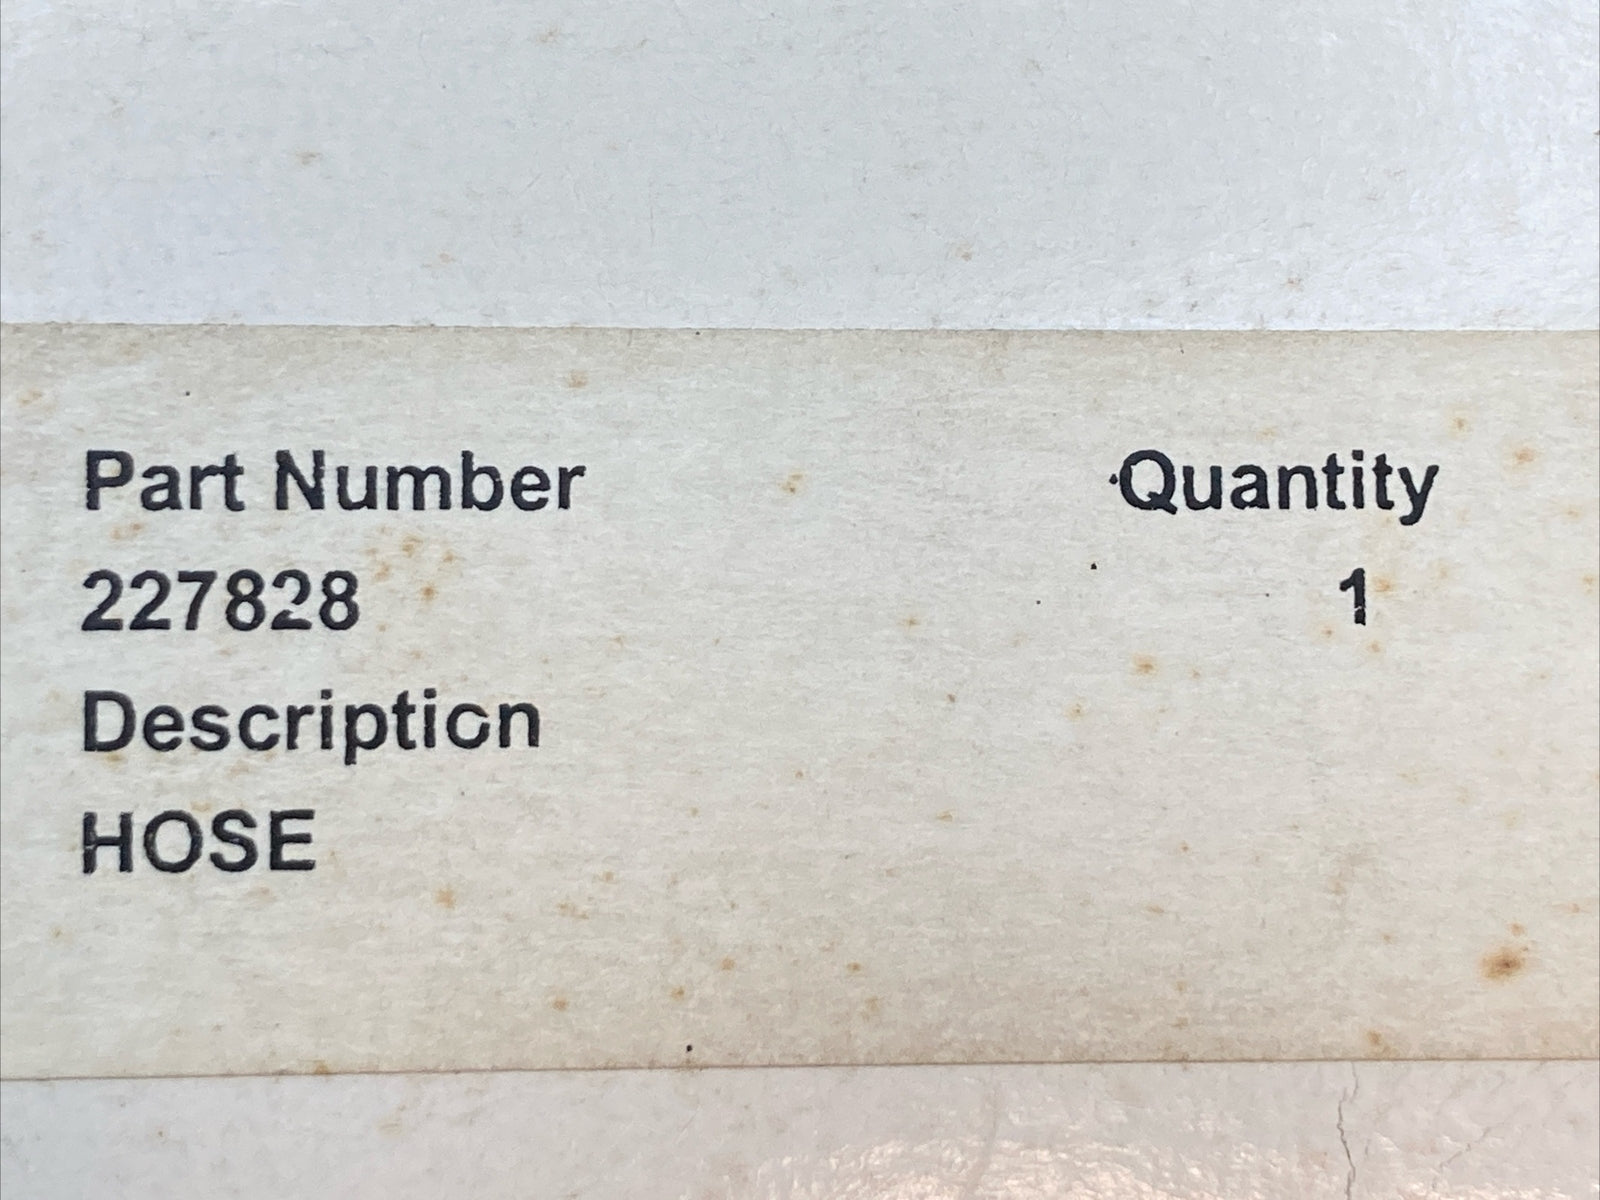 Part Number Quantity
227828 1
Description
HOSE